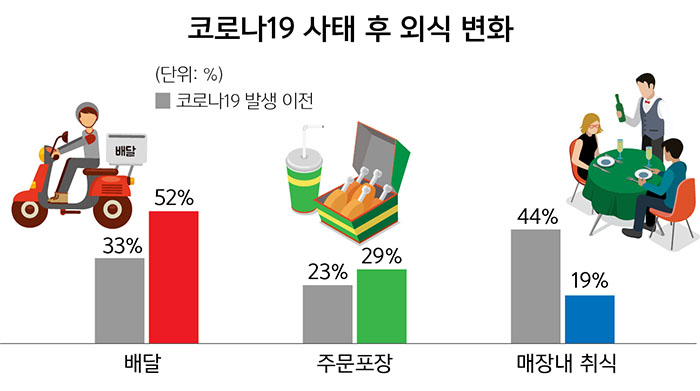 코로나19 사태 후 외식 변화
(단위: %)
코로나19 발생 이전
배달
33%
52%
23%
29%
44%
19%
배달
주문포장
매장내 취식